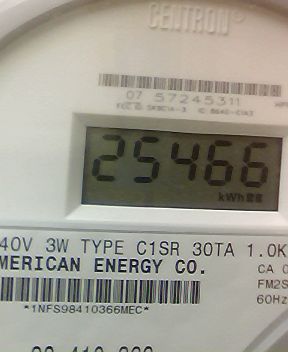 CENTRON®
07 57245311
25466
kWh
40V 3W TYPE C1SR 30TA 1.0K
MERICAN ENERGY CO.
CA 0
FM2S
60Hz
*1NFS98410366MEC*